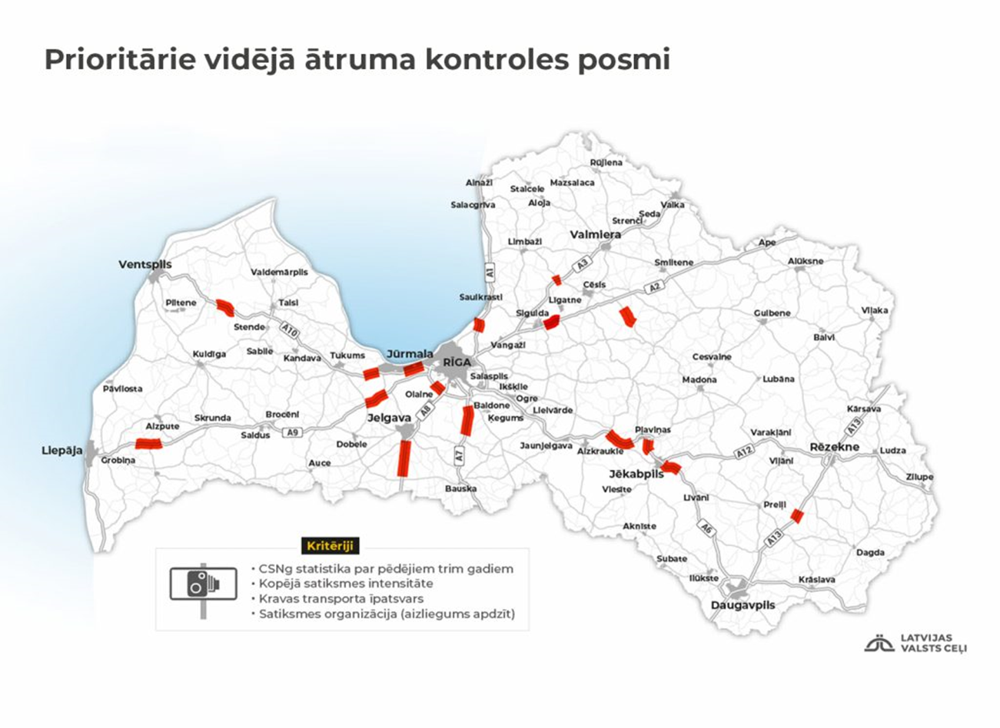 Prioritārie vidējā ātruma kontroles posmi
Rūjiena
Ainaži
Staicele
Mazsalaca
Salacgrīva
Aloja
Valka
Seda
Strenči
Limbaži
Valmiera
Ape
Ventspils
Valdemārpils
A1
A3
Smiltene
Alūksne
Cēsis
A2
Piltene
Talsi
Saulkrasti
Līgatne
Sigulda
Gulbene
Viļaka
Stende
A10
Balvi
Kuldīga
Sabile
Kandava
Tukums
Jūrmala
RĪGA
Vangaži
Cesvaine
Salaspils
Madona
Lubāna
Pāvilosta
Olaine
Ikšķile
Ogre
Baldone
Lielvārde
Kārsava
Aizpute
Skrunda
Brocēni
Jelgava
A8
Ķegums
A13
Liepāja
Saldus
A9
Dobele
Jaunjelgava
Aizkraukle
Pļaviņas
Varakļāni
Rēzekne
Ludza
Grobiņa
Auce
A7
A12
Viļāni
Jēkabpils
Zilupe
Bauska
Viesīte
Līvāni
Preiļi
Aknīste
A6
A13
Dagda
Subate
Ilūkste
Krāslava
Daugavpils
Kritēriji
• CSNg statistika par pēdējiem trim gadiem
• Kopējā satiksmes intensitāte
• Kravas transporta īpatsvars
• Satiksmes organizācija (aizliegums apdzīt)
LATVIJAS
VALSTS CEĻI